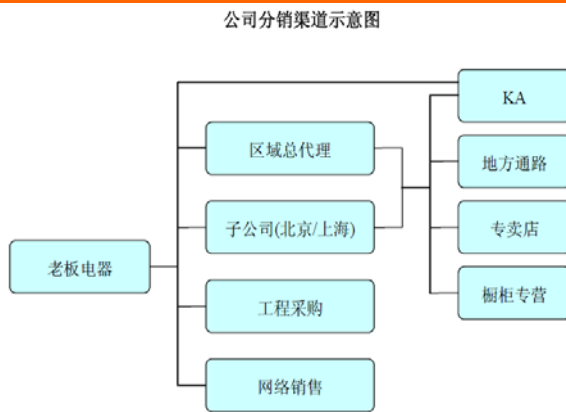 公司分销渠道示意图
KA
区域总代理
地方通路
子公司(北京/上海)
专卖店
老板电器
橱柜专营
工程采购
网络销售